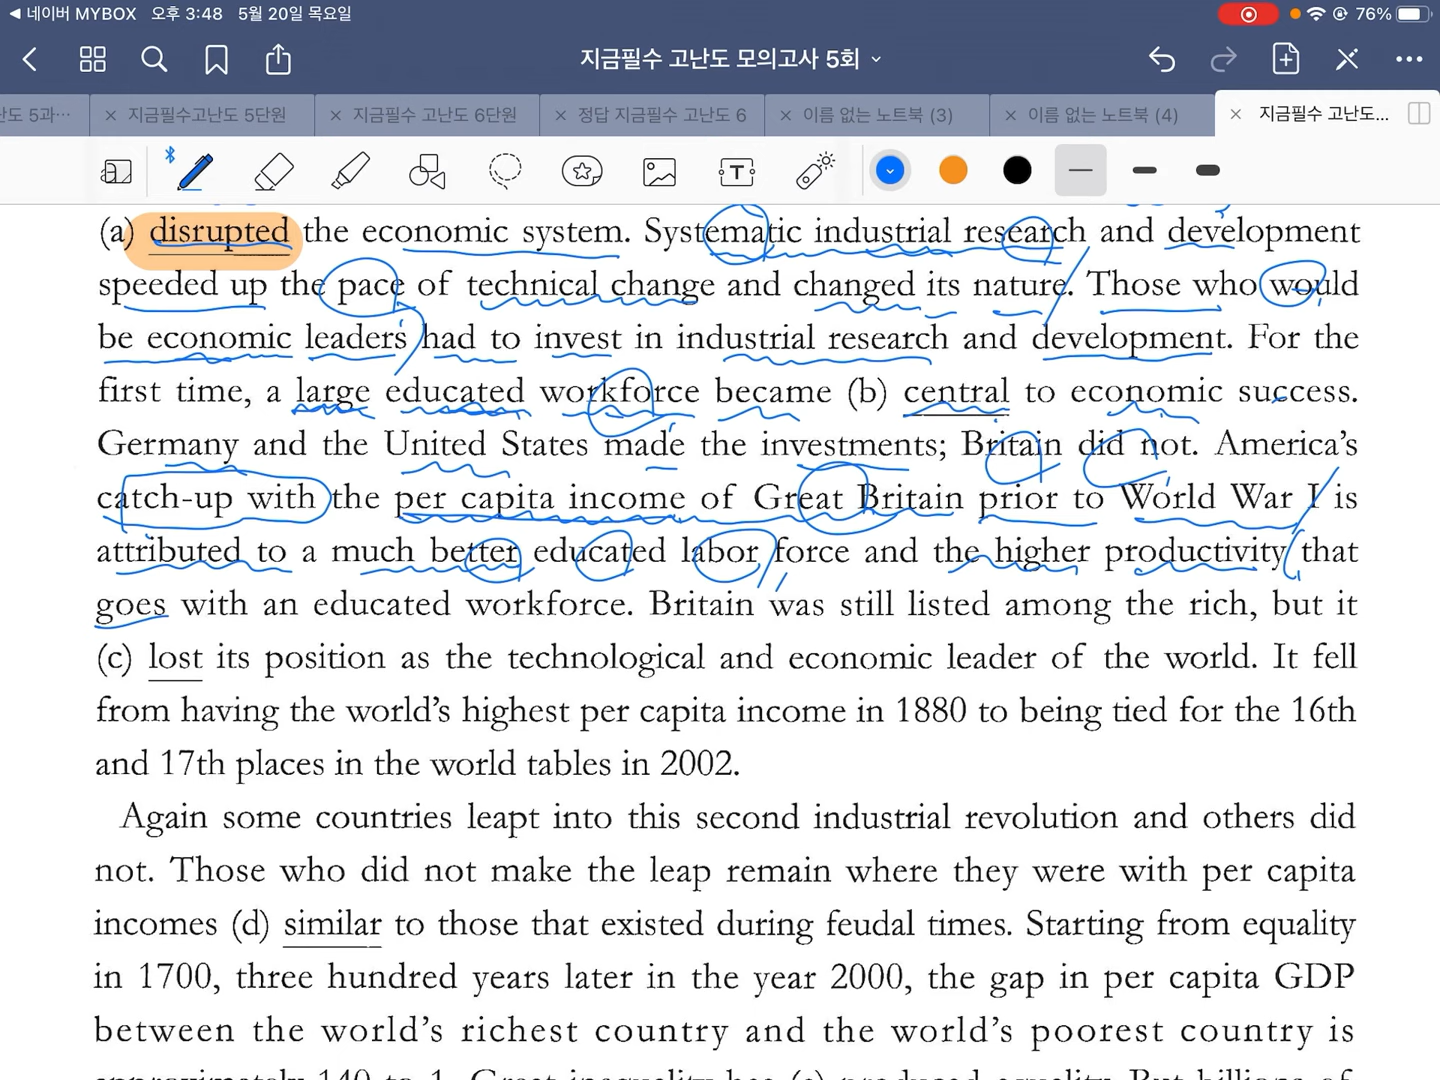 네이버 MYBOX 오후 3:48 5월 20일 목요일
76%
지금필수 고난도 모의고사 5회
난도 5과…
× 지금필수고난도 5단원
× 지금필수 고난도 6단원
× 정답 지금필수 고난도 6
× 이름 없는 노트북 (3)
× 이름 없는 노트북 (4)
× 지금필수 고난도...
(a) disrupted the economic system. Systematic industrial research and development
speeded up the pace of technical change and changed its nature. Those who would
be economic leaders had to invest in industrial research and development. For the
first time, a large educated workforce became (b) central to economic success.
Germany and the United States made the investments; Britain did not. America's
catch-up with the per capita income of Great Britain prior to World War I is
attributed to a much better educated labor force and the higher productivity that
goes with an educated workforce. Britain was still listed among the rich, but it
(c) lost its position as the technological and economic leader of the world. It fell
from having the world's highest per capita income in 1880 to being tied for the 16th
and 17th places in the world tables in 2002.
Again some countries leapt into this second industrial revolution and others did
not. Those who did not make the leap remain where they were with per capita
incomes (d) similar to those that existed during feudal times. Starting from equality
in 1700, three hundred years later in the year 2000, the gap in per capita GDP
between the world's richest country and the world's poorest country is
approximately 140 to 1. Great inequality has (e) produced equality. But billions of